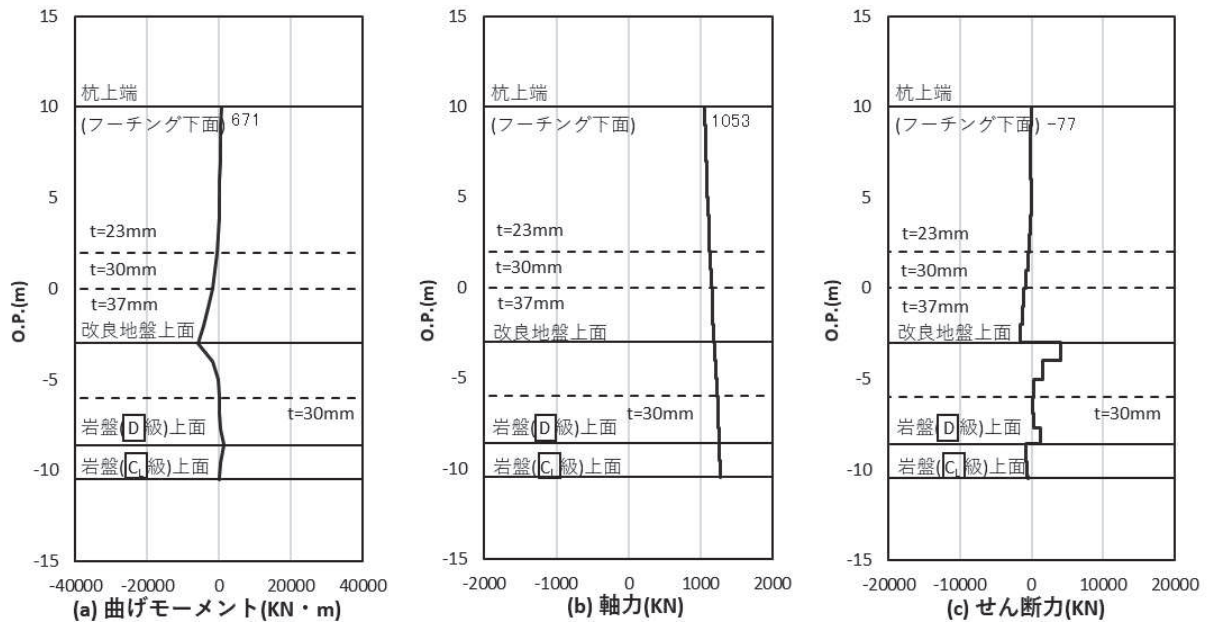 15
杭上端
10
(フーチング下面) 671
5
t=23mm
t=30mm
0
t=37mm
改良地盤上面
-5
t=30mm
岩盤(D級)上面
-10
岩盤(CL級)上面
-15
-40000 -20000 0 20000 40000
O.P.(m)
(a) 曲げモーメント(KN・m)
15
杭上端
10
(フーチング下面) 1053
5
t=23mm
t=30mm
0
t=37mm
改良地盤上面
-5
t=30mm
岩盤(D級)上面
-10
岩盤(CL級)上面
-15
-2000 -1000 0 1000 2000
O.P.(m)
(b) 軸力(KN)
15
杭上端
10
(フーチング下面) -77
5
t=23mm
t=30mm
0
t=37mm
改良地盤上面
-5
t=30mm
岩盤(D級)上面
-10
岩盤(CL級)上面
-15
-20000 -10000 0 10000 20000
O.P.(m)
(c) せん断力(KN)